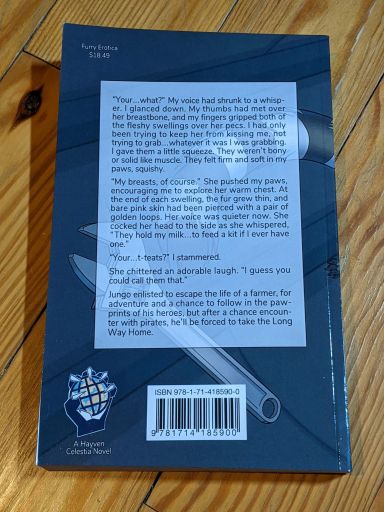 Furry Erotica
$18.49
"Your...what?" My voice had shrunk to a whisp-
er. I glanced down. My thumbs had met over
her breastbone, and my fingers gripped both of
the fleshy swellings over her pecs. I had only
been trying to keep her from kissing me, not
trying to grab...whatever it was I was grabbing.
I gave them a little squeeze. They weren't bony
or solid like muscle. They felt firm and soft in my
paws, squishy.
"My breasts, of course." She pushed my paws,
encouraging me to explore her warm chest. At
the end of each swelling, the fur grew thin, and
bare pink skin had been pierced with a pair of
golden loops. Her voice was quieter now. She
cocked her head to the side as she whispered,
"They hold my milk...to feed a kit if I ever have
one."
"Your...t-teats?" I stammered.
She chittered an adorable laugh. "I guess you
could call them that."
Jungo enlisted to escape the life of a farmer, for
adventure and a chance to follow in the paw-
prints of his heroes, but after a chance encoun-
ter with pirates, he'll be forced to take the Long
Way Home.
ISBN 978-1-71-418590-0
9 781714 185900
A Hayven
Celestia Novel